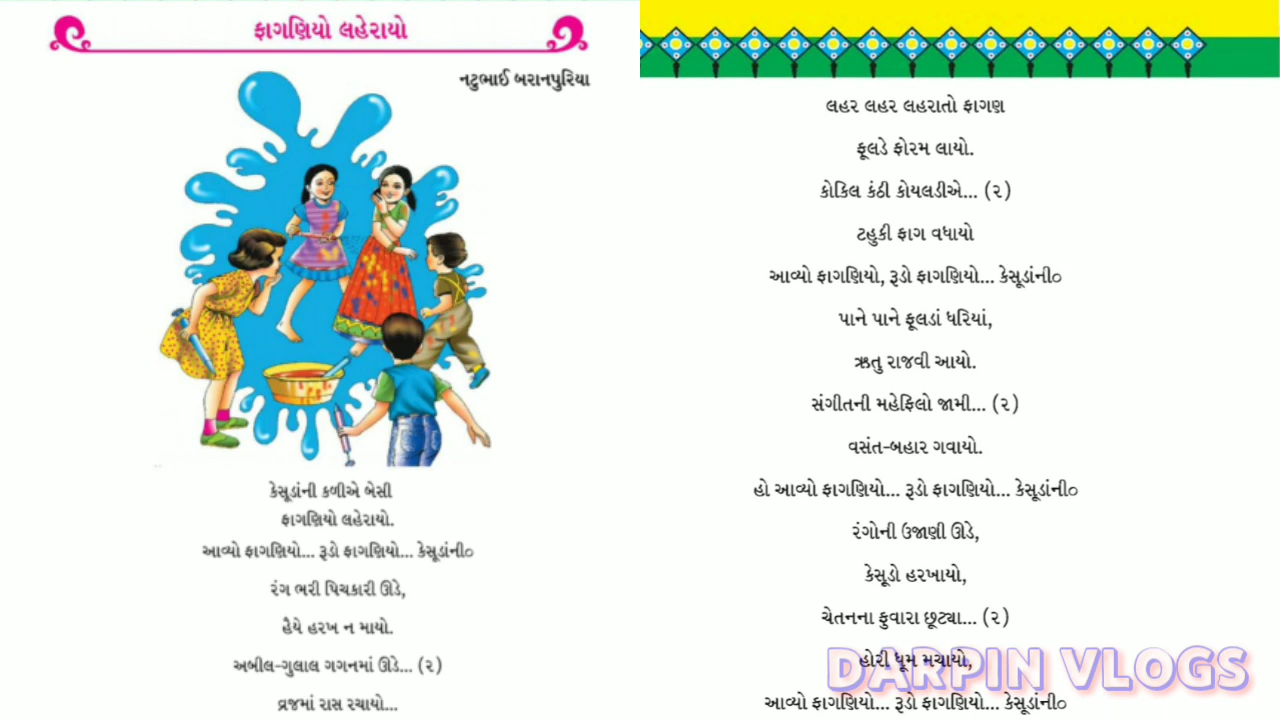 ફાગણિયો લહેરાયો
નટુભાઈ બરાનપુરિયા
કેસૂડાંની કળીએ બેસી
ફાગણિયો લહેરાયો.
આવ્યો ફાગણિયો... રૂડો ફાગણિયો... કેસૂડાંની૦
રંગ ભરી પિચકારી ઊડે,
હૈયે હરખ ન માયો.
અબીલ-ગુલાલ ગગનમાં ઊડે... (૨)
વ્રજમાં રાસ રચાયો...
લહર લહર લહરાતો ફાગણ
ફૂલડે ફોરમ લાયો.
કોકિલ કંઠી કોયલડીએ... (૨)
ટહુકી ફાગ વધાયો
આવ્યો ફાગણિયો, રૂડો ફાગણિયો... કેસૂડાંની૦
પાને પાને ફૂલડાં ધરિયાં,
ઋતુ રાજવી આયો.
સંગીતની મહેફિલો જામી... (૨)
વસંત-બહાર ગવાયો.
હો આવ્યો ફાગણિયો... રૂડો ફાગણિયો... કેસૂડાંની૦
રંગોની ઉજાણી ઊડે,
કેસૂડો હરખાયો,
ચેતનના ફુવારા છૂટ્યા... (૨)
હોરી ધૂમ મચાયો,
DARPIN VLOGS
આવ્યો ફાગણિયો... રૂડો ફાગણિયો... કેસૂડાંની૦